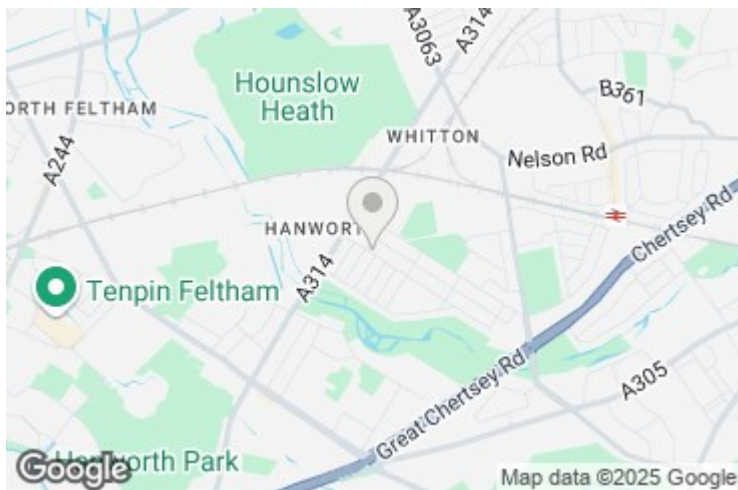 A3063
A314
Hounslow
Heath
B361
ORTH FELTHAM
A244
WHITTON
Nelson Rd
Chertsey Rd
HANWORT
A314
Tenpin Feltham
Great Chertsey Rd
A305
Hanworth Park
Google
Map data ©2025 Google